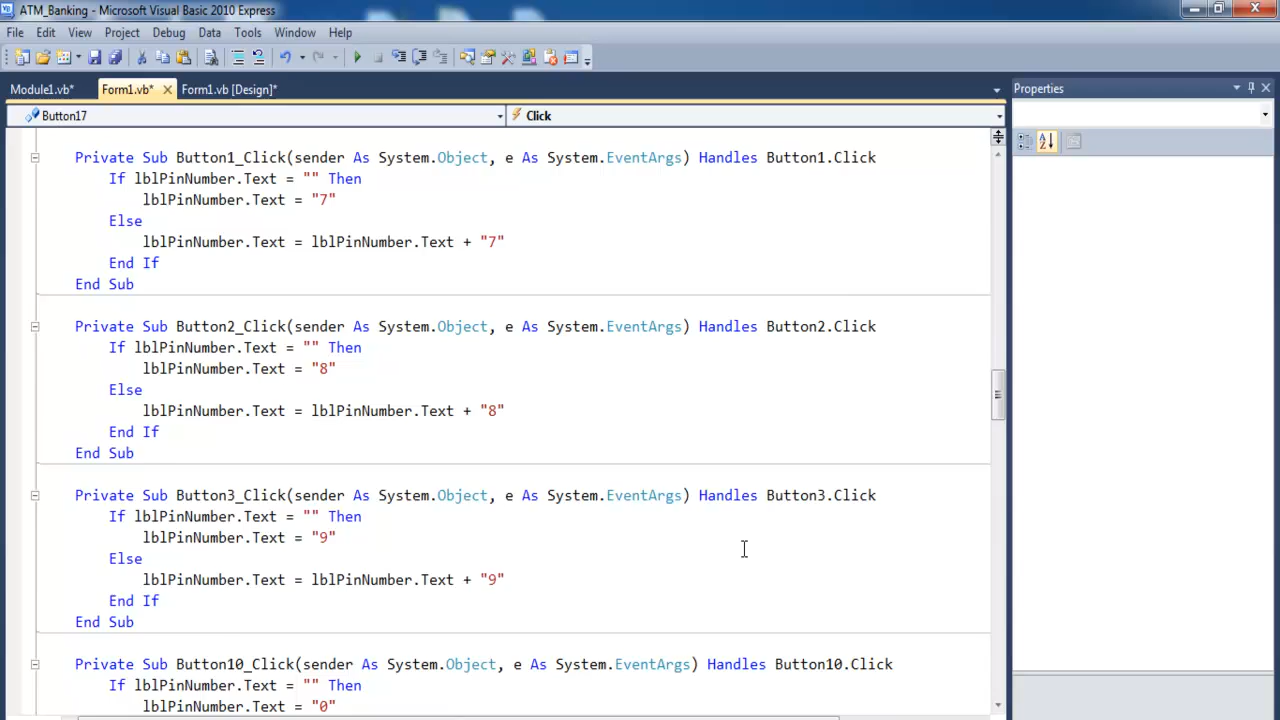 ATM_Banking - Microsoft Visual Basic 2010 Express
File Edit View Project Debug Data Tools Window Help
Module1.vb* Form1.vb* Form1.vb [Design]*
Properties
Button17 Click
Private Sub Button1_Click(sender As System.Object, e As System.EventArgs) Handles Button1.Click
If lblPinNumber.Text = "" Then
lblPinNumber.Text = "7"
Else
lblPinNumber.Text = lblPinNumber.Text + "7"
End If
End Sub
Private Sub Button2_Click(sender As System.Object, e As System.EventArgs) Handles Button2.Click
If lblPinNumber.Text = "" Then
lblPinNumber.Text = "8"
Else
lblPinNumber.Text = lblPinNumber.Text + "8"
End If
End Sub
Private Sub Button3_Click(sender As System.Object, e As System.EventArgs) Handles Button3.Click
If lblPinNumber.Text = "" Then
lblPinNumber.Text = "9"
Else
lblPinNumber.Text = lblPinNumber.Text + "9"
End If
End Sub
Private Sub Button10_Click(sender As System.Object, e As System.EventArgs) Handles Button10.Click
If lblPinNumber.Text = "" Then
lblPinNumber.Text = "0"